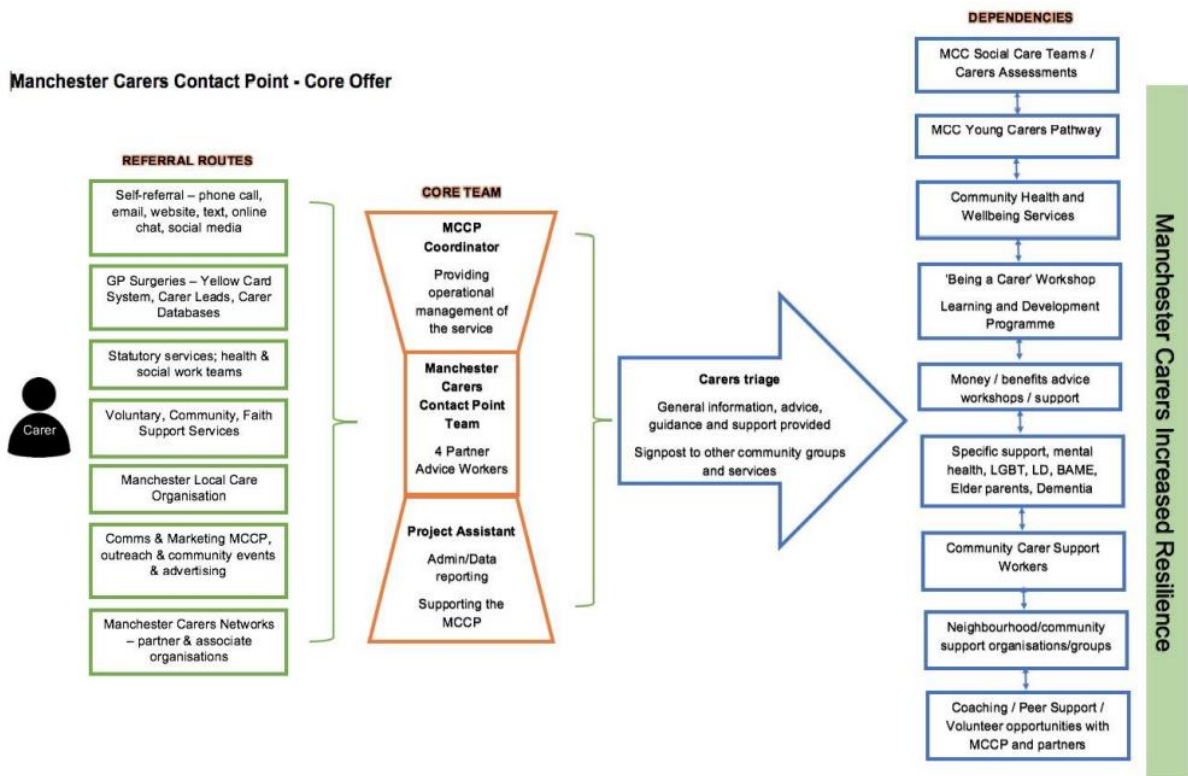 Manchester Carers Contact Point - Core Offer
REFERRAL ROUTES
Self-referral – phone call,
email, website, text, online
chat, social media
GP Surgeries – Yellow Card
System, Carer Leads, Carer
Databases
Statutory services; health &
social work teams
Voluntary, Community, Faith
Support Services
Manchester Local Care
Organisation
Comms & Marketing MCCP,
outreach & community events
& advertising
Manchester Carers Networks
– partner & associate
organisations
Carer
CORE TEAM
MCCP
Coordinator
Providing
operational
management of
the service
Manchester
Carers
Contact Point
Team
4 Partner
Advice Workers
Project Assistant
Admin/Data
reporting
Supporting the
MCCP
Carers triage
General information, advice,
guidance and support provided
Signpost to other community groups
and services
DEPENDENCIES
MCC Social Care Teams /
Carers Assessments
MCC Young Carers Pathway
Community Health and
Wellbeing Services
'Being a Carer' Workshop
Learning and Development
Programme
Money / benefits advice
workshops / support
Specific support, mental
health, LGBT, LD, BAME,
Elder parents, Dementia
Community Carer Support
Workers
Neighbourhood/community
support organisations/groups
Coaching / Peer Support /
Volunteer opportunities with
MCCP and partners
Manchester Carers Increased Resilience